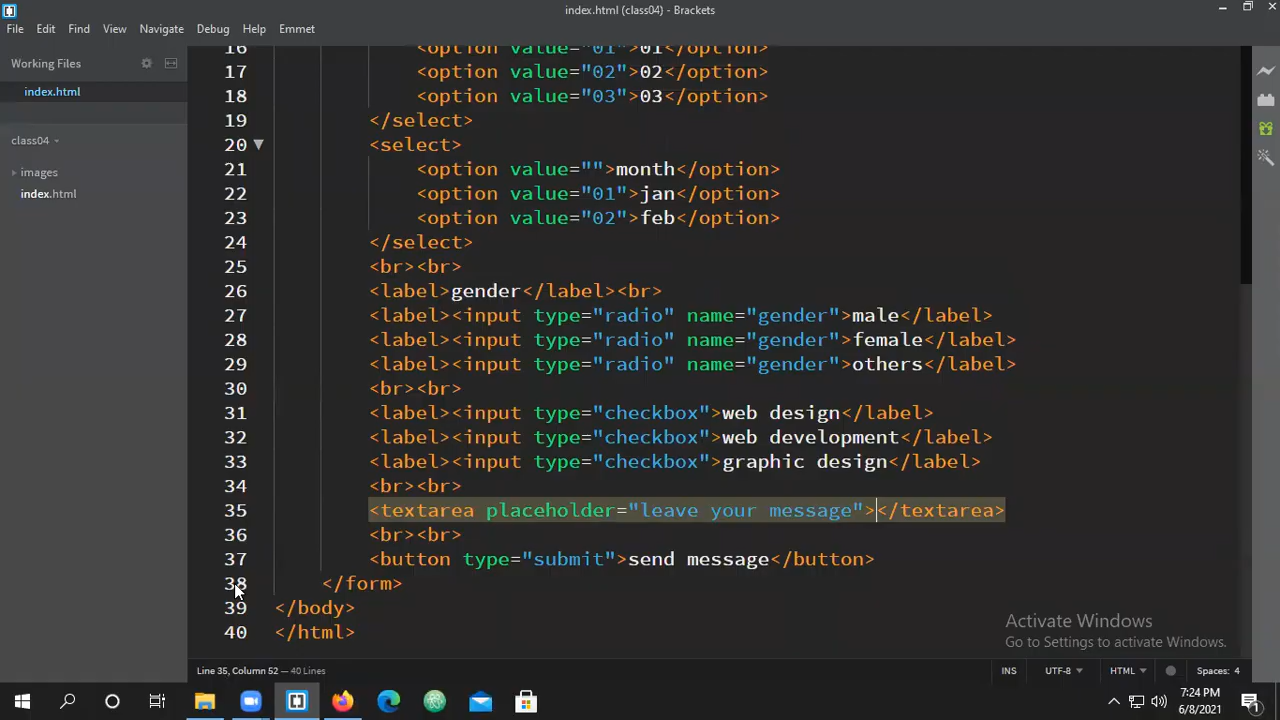 index.html (class04) - Brackets
File Edit Find View Navigate Debug Help Emmet
Working Files
index.html
class04
images
index.html
16 <option value="01">01</option>
17 <option value="02">02</option>
18 <option value="03">03</option>
19 </select>
20 <select>
21 <option value="">month</option>
22 <option value="01">jan</option>
23 <option value="02">feb</option>
24 </select>
25 <br><br>
26 <label>gender</label><br>
27 <label><input type="radio" name="gender">male</label>
28 <label><input type="radio" name="gender">female</label>
29 <label><input type="radio" name="gender">others</label>
30 <br><br>
31 <label><input type="checkbox">web design</label>
32 <label><input type="checkbox">web development</label>
33 <label><input type="checkbox">graphic design</label>
34 <br><br>
35 <textarea placeholder="leave your message"></textarea>
36 <br><br>
37 <button type="submit">send message</button>
38 </form>
39 </body>
40 </html>
Activate Windows
Go to Settings to activate Windows.
Line 35, Column 52 — 40 Lines
INS UTF-8 HTML Spaces: 4
7:24 PM
6/8/2021
1